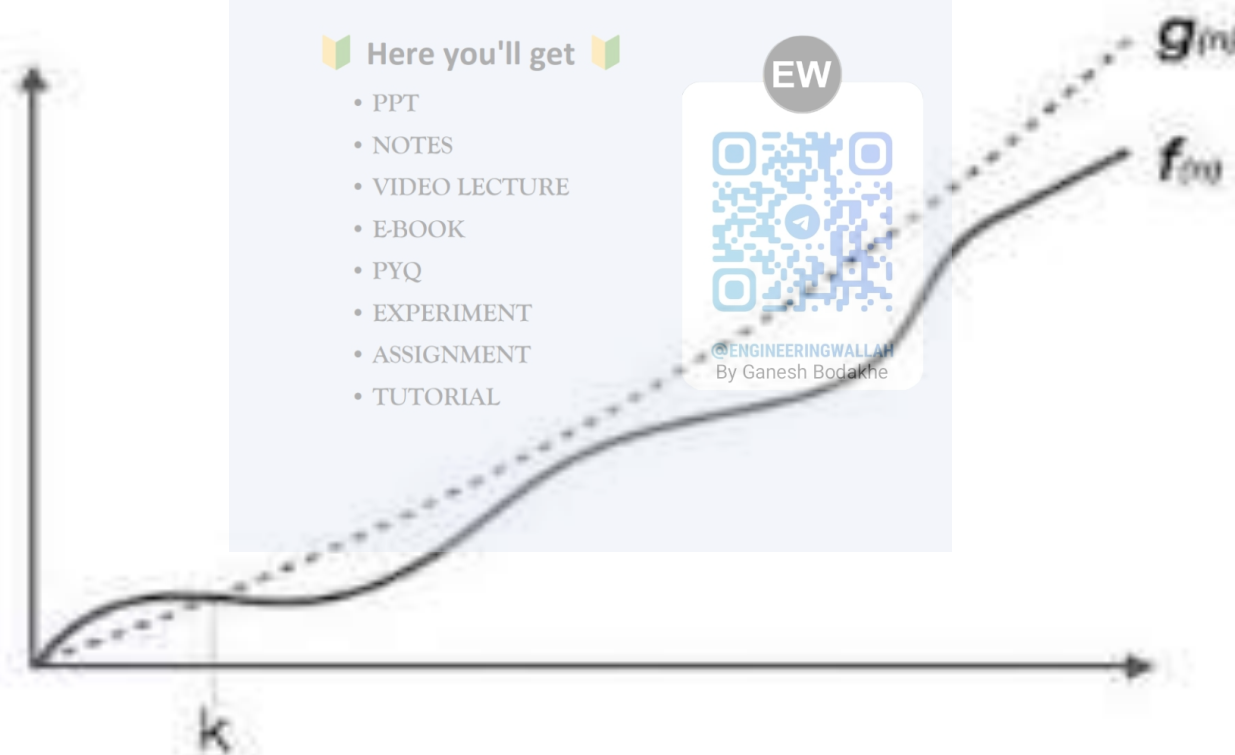 g(n)
🔰 Here you'll get 🔰
EW
• PPT
• NOTES
• VIDEO LECTURE
• E-BOOK
• PYQ
• EXPERIMENT
• ASSIGNMENT
• TUTORIAL
@ENGINEERINGWALLAH
By Ganesh Bodakhe
f(n)
k